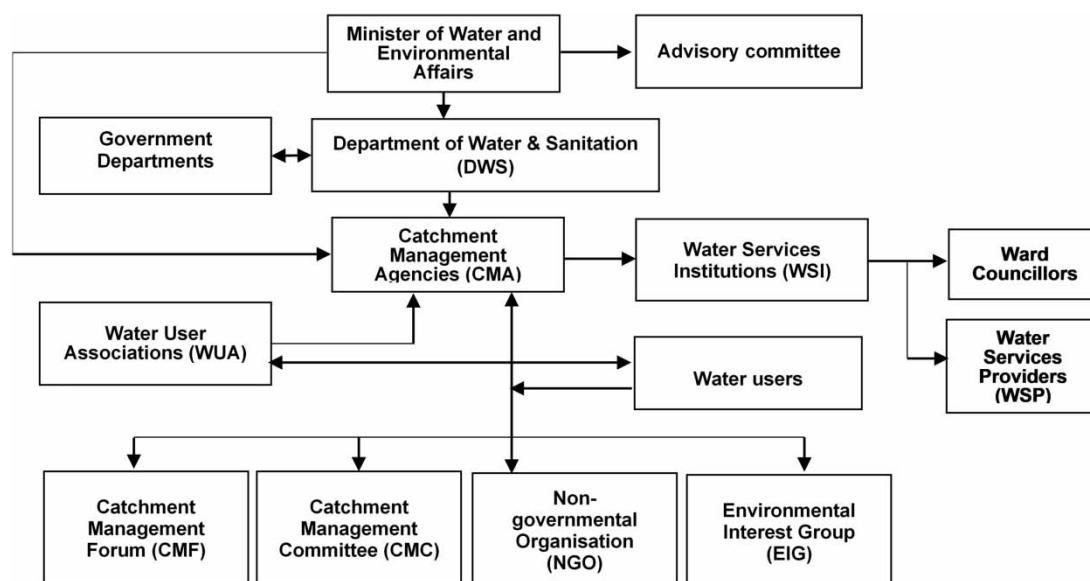 Minister of Water and
Environmental
Affairs
Advisory committee
Government
Departments
Department of Water & Sanitation
(DWS)
Catchment
Management
Agencies (CMA)
Water Services
Institutions (WSI)
Ward
Councillors
Water User
Associations (WUA)
Water users
Water
Services
Providers
(WSP)
Catchment
Management
Forum (CMF)
Catchment
Management
Committee (CMC)
Non-
governmental
Organisation
(NGO)
Environmental
Interest Group
(EIG)